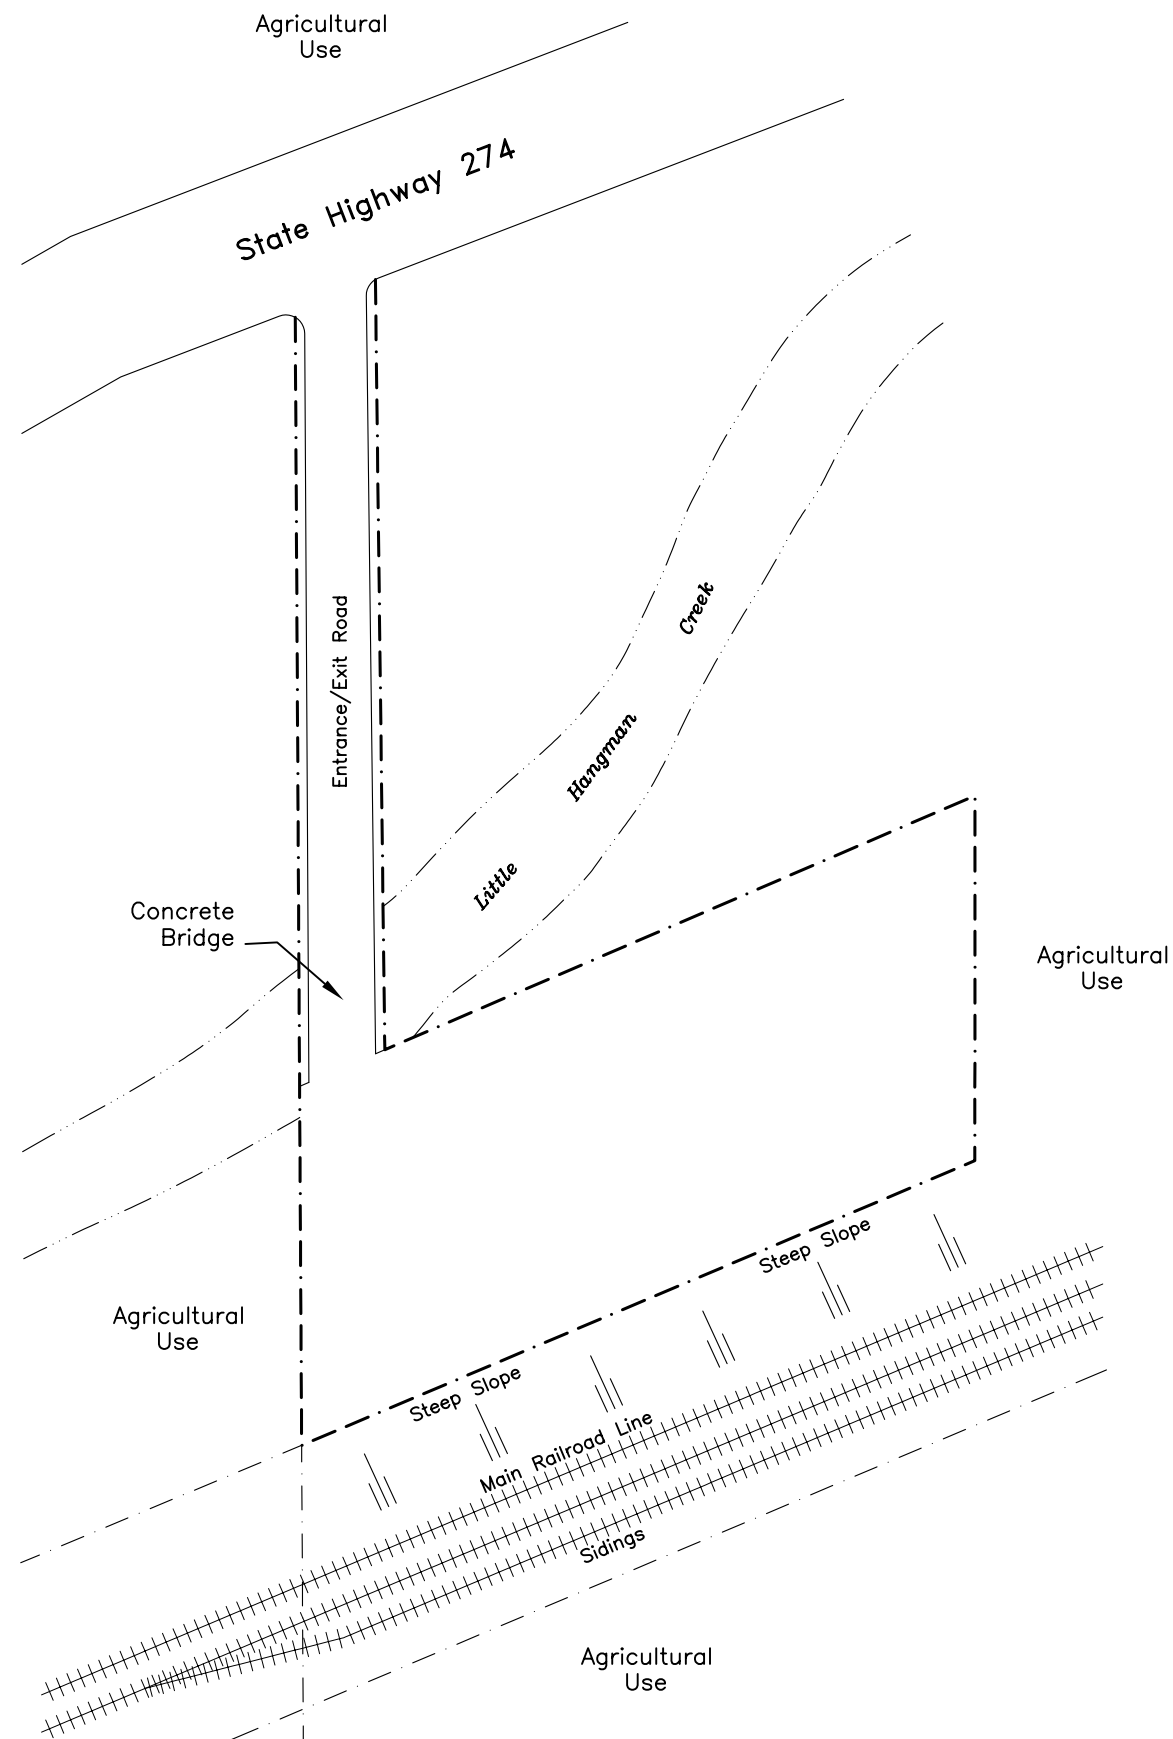 Agricultural
Use
State Highway 274
Entrance/Exit Road
Creek
Hangman
Little
Concrete
Bridge
Agricultural
Use
Steep Slope
Agricultural
Use
Steep Slope
Main Railroad Line
Sidings
Agricultural
Use